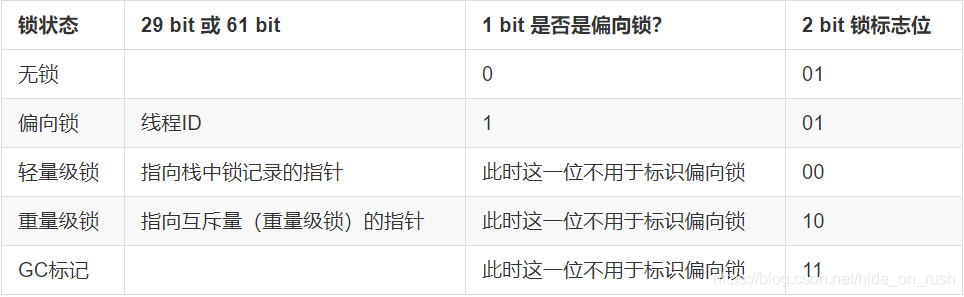 锁状态 29 bit 或 61 bit 1 bit 是否是偏向锁? 2 bit 锁标志位
无锁 0 01
偏向锁 线程ID 1 01
轻量级锁 指向栈中锁记录的指针 此时这一位不用于标识偏向锁 00
重量级锁 指向互斥量（重量级锁）的指针 此时这一位不用于标识偏向锁 10
GC标记 此时这一位不用于标识偏向锁 11
https://blog.csdn.net/hide_on_rush